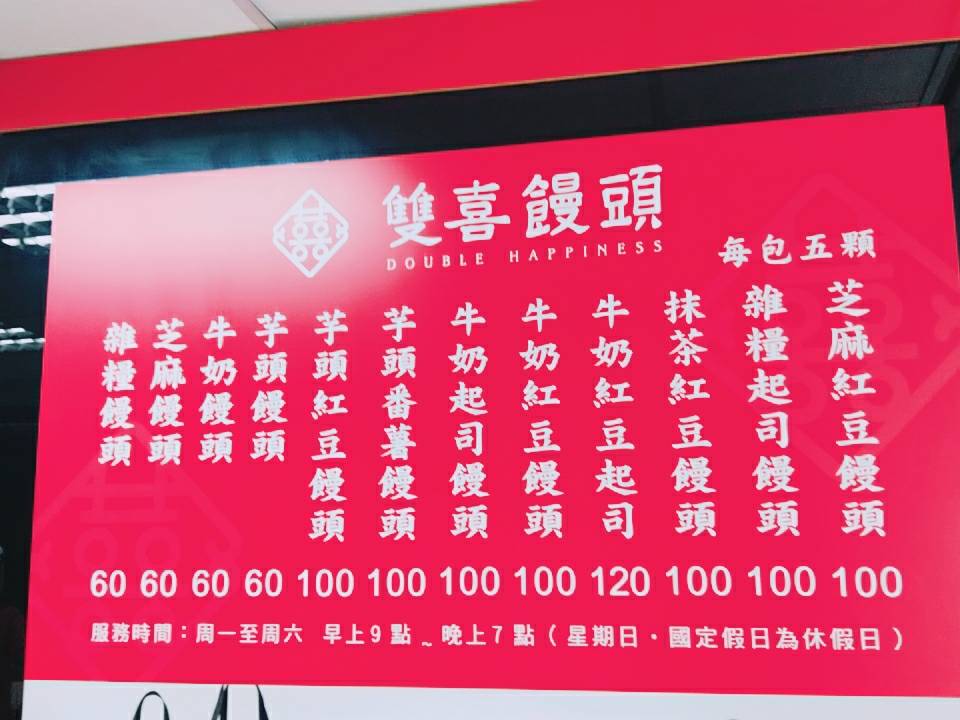 雙喜饅頭
DOUBLE HAPPINESS
每包五顆
芝麻紅豆饅頭
雜糧起司饅頭
抹茶紅豆饅頭
牛奶紅豆起司
牛奶紅豆饅頭
牛奶起司饅頭
芋頭番薯饅頭
芋頭紅豆饅頭
芋頭饅頭
牛奶饅頭
芝麻饅頭
雜糧饅頭
60 60 60 60 100 100 100 100 120 100 100 100
服務時間：周一至周六 早上9點~晚上7點（星期日・國定假日為休假日）